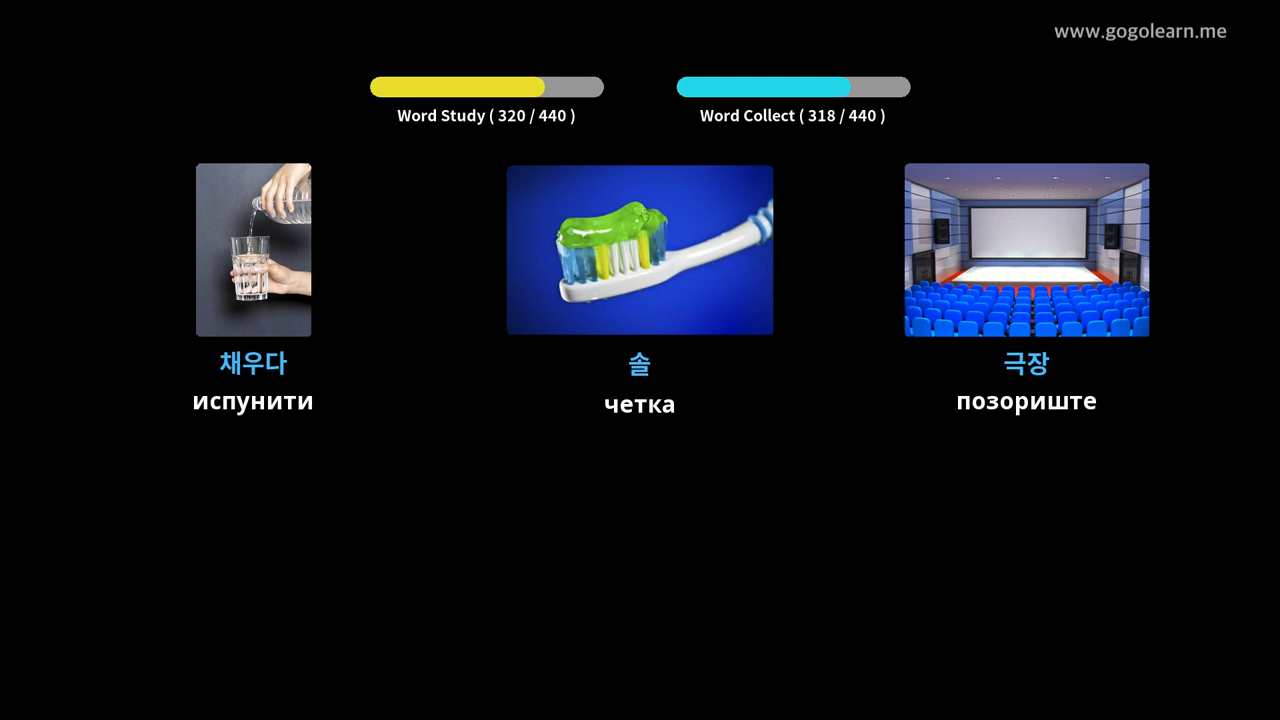 www.gogolearn.me
Word Study ( 320 / 440 )
Word Collect ( 318 / 440 )
채우다
испунити
솔
четка
극장
позориште